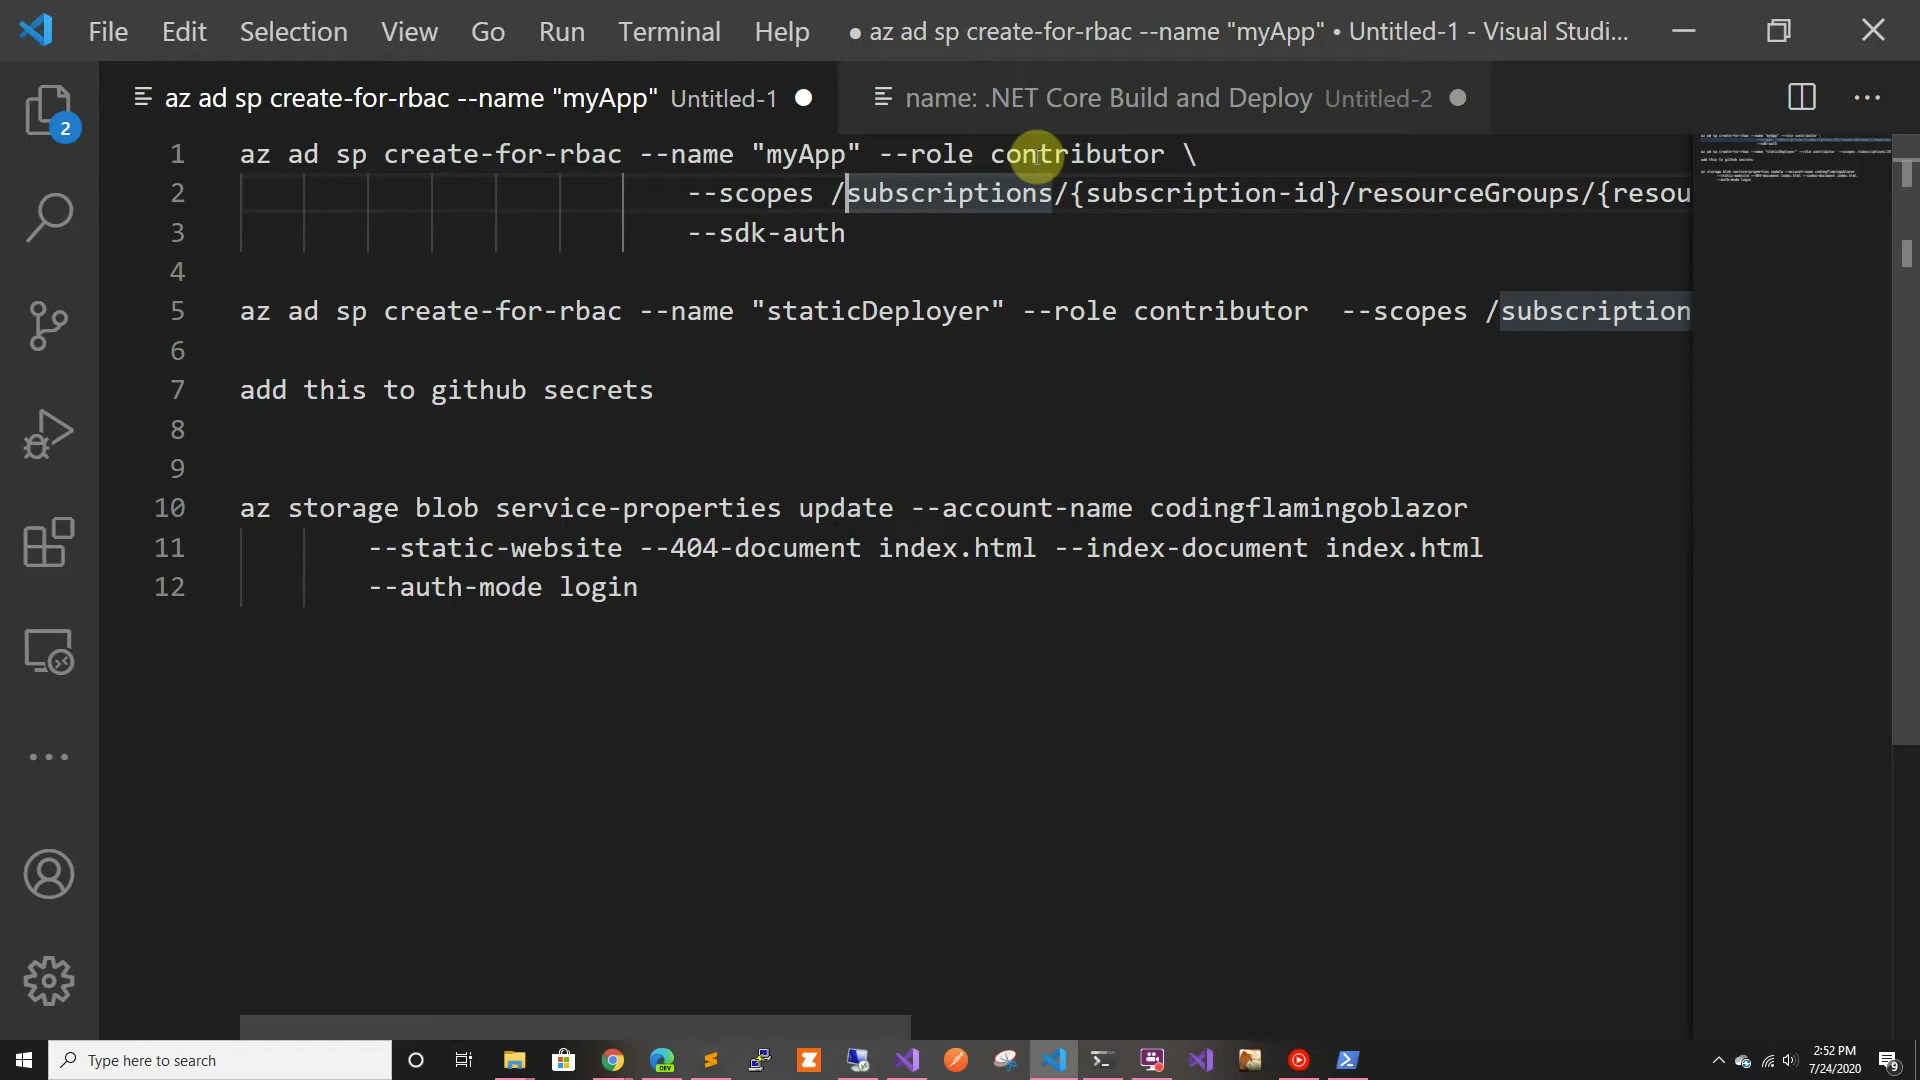 File Edit Selection View Go Run Terminal Help ● az ad sp create-for-rbac --name "myApp" • Untitled-1 - Visual Studi...
2
az ad sp create-for-rbac --name "myApp" Untitled-1 ●
name: .NET Core Build and Deploy Untitled-2 ●
1 az ad sp create-for-rbac --name "myApp" --role contributor \
2 --scopes /subscriptions/{subscription-id}/resourceGroups/{resou
3 --sdk-auth
4
5 az ad sp create-for-rbac --name "staticDeployer" --role contributor  --scopes /subscription
6
7 add this to github secrets
8
9
10 az storage blob service-properties update --account-name codingflamingoblazor
11 --static-website --404-document index.html --index-document index.html
12 --auth-mode login
Type here to search
DEV
2:52 PM
7/24/2020
9